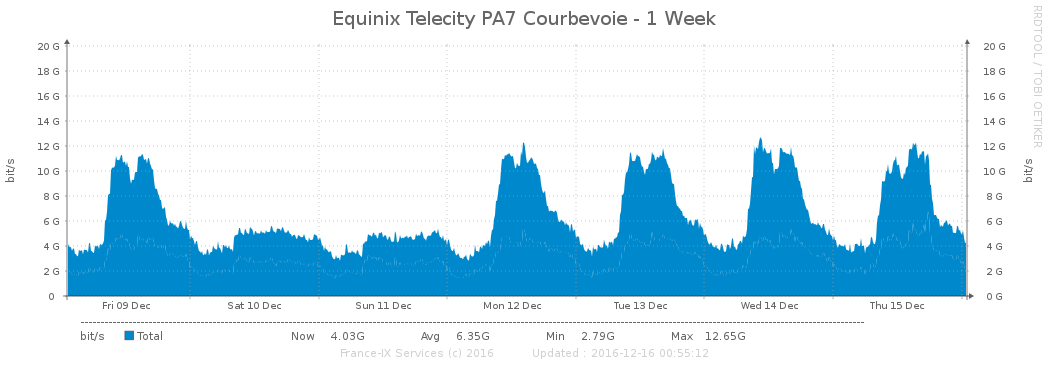 Equinix Telecity PA7 Courbevoie - 1 Week
RRDTOOL / TOBI OETIKER
bit/s
20 G
18 G
16 G
14 G
12 G
10 G
8 G
6 G
4 G
2 G
0
20 G
18 G
16 G
14 G
12 G
10 G
8 G
6 G
4 G
2 G
0 G
bit/s
Fri 09 Dec Sat 10 Dec Sun 11 Dec Mon 12 Dec Tue 13 Dec Wed 14 Dec Thu 15 Dec
bit/s Total Now 4.03G Avg 6.35G Min 2.79G Max 12.65G
France-IX Services (c) 2016 Updated : 2016-12-16 00:55:12